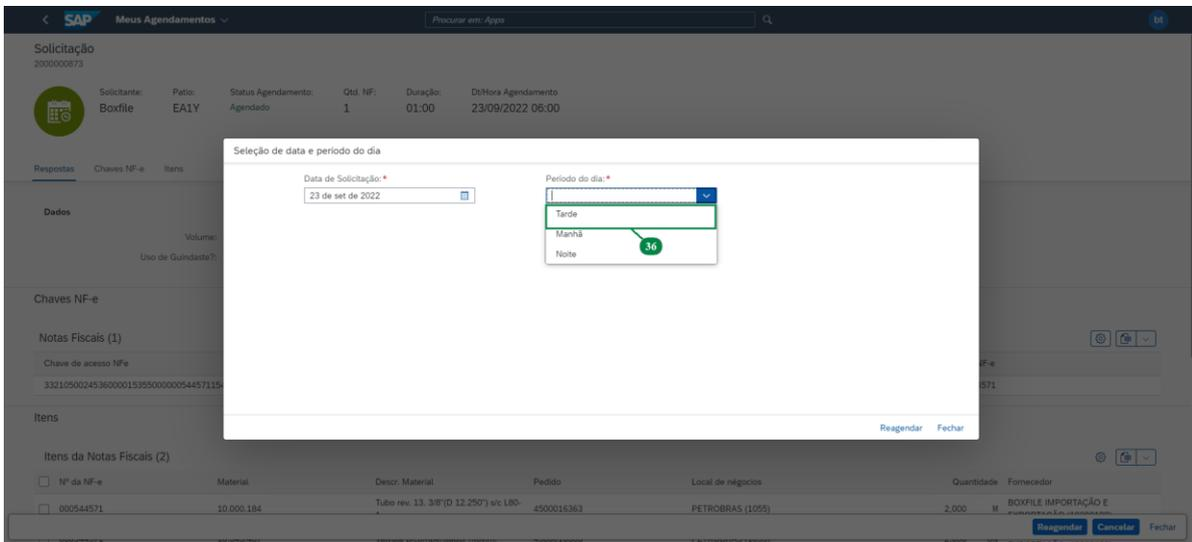 SAP Meus Agendamentos Procurar em: Apps bt
Solicitação
2000000873
Solicitante: Patio: Status Agendamento: Qtd. NF: Duração: Dt/Hora Agendamento
Boxfile EA1Y Agendado 1 01:00 23/09/2022 06:00
Seleção de data e período do dia
Respostas Chaves NF-e Itens
Data de Solicitação:* Período do dia:*
23 de set de 2022
Dados
Tarde
Volume:
Manhã
36
Uso de Guindaste?:
Noite
Chaves NF-e
Notas Fiscais (1)
Chave de acesso NFe
Itens
Reagendar Fechar
Itens da Notas Fiscais (2)
Nº da NF-e Material Descr. Material Pedido Local de négocios Quantidade Fornecedor
000544571 10.000.184 Tubo rev. 13. 3/8"(D 12.250") s/c L80- 4500016363 PETROBRAS (1055) 2,000 M BOXFILE IMPORTAÇÃO E
Reagendar Cancelar Fechar